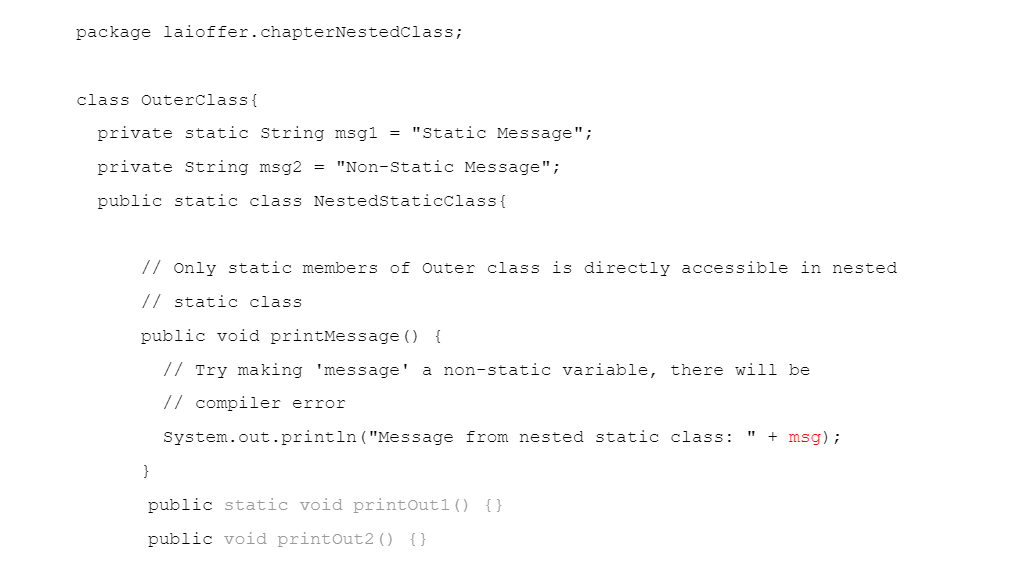 package laioffer.chapterNestedClass;
class OuterClass{
private static String msg1 = "Static Message";
private String msg2 = "Non-Static Message";
public static class NestedStaticClass{
// Only static members of Outer class is directly accessible in nested
// static class
public void printMessage() {
// Try making 'message' a non-static variable, there will be
// compiler error
System.out.println("Message from nested static class: " + msg);
}
public static void printOut1() {}
public void printOut2() {}